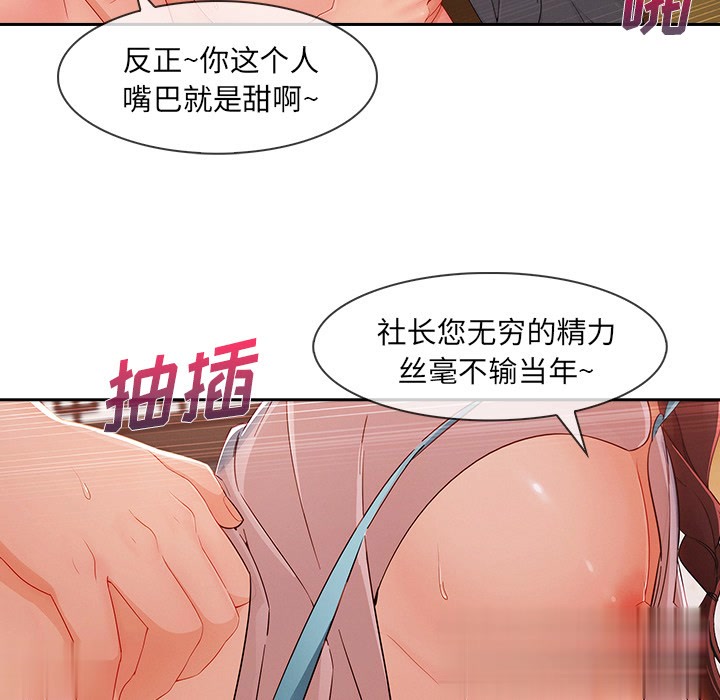 啪
反正~你这个人
嘴巴就是甜啊~
社长您无穷的精力
丝毫不输当年~
抽插